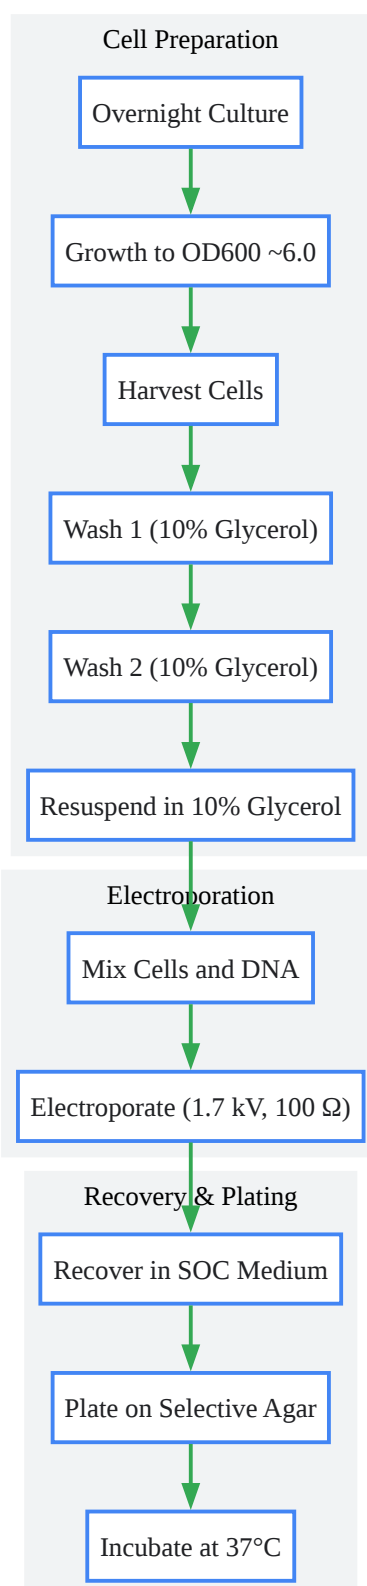 Cell Preparation
Overnight Culture
Growth to OD600 ~6.0
Harvest Cells
Wash 1 (10% Glycerol)
Wash 2 (10% Glycerol)
Resuspend in 10% Glycerol
Electroporation
Mix Cells and DNA
Electroporate (1.7 kV, 100 Ω)
Recovery & Plating
Recover in SOC Medium
Plate on Selective Agar
Incubate at 37°C